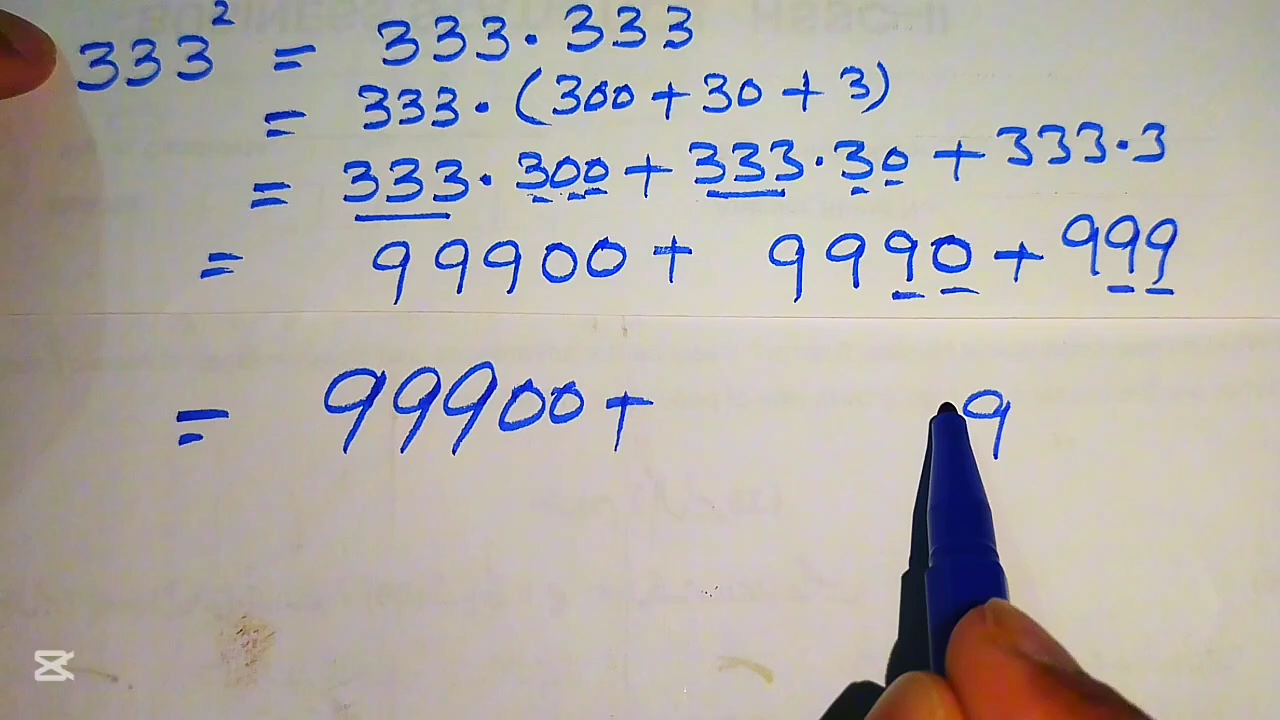 333² = 333·333
= 333·(300+30+3)
= 333·300+333·30+333·3
= 99900+ 9990+999
= 99900+ 9